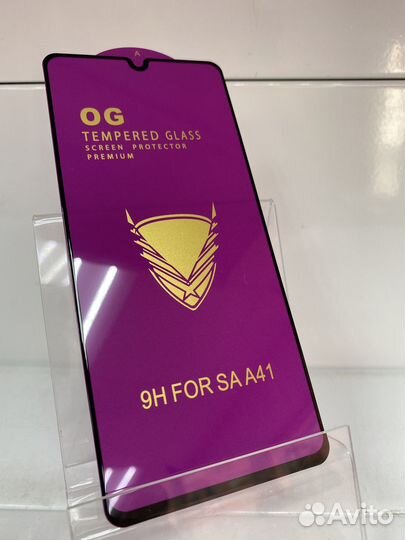 A
OG
TEMPERED GLASS
SCREEN PROTECTOR
PREMIUM
9H FOR SA A41
Avito